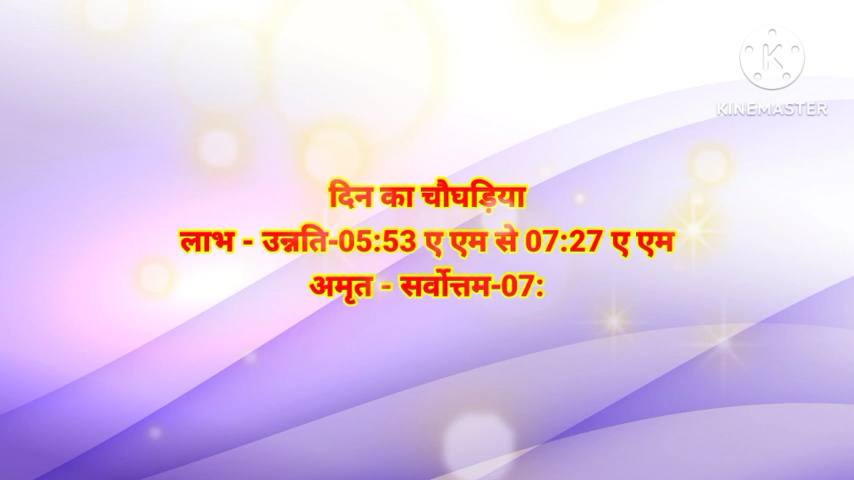 KINEMASTER
दिन का चौघड़िया
लाभ - उन्नति-05:53 ए एम से 07:27 ए एम
अमृत - सर्वोत्तम-07: